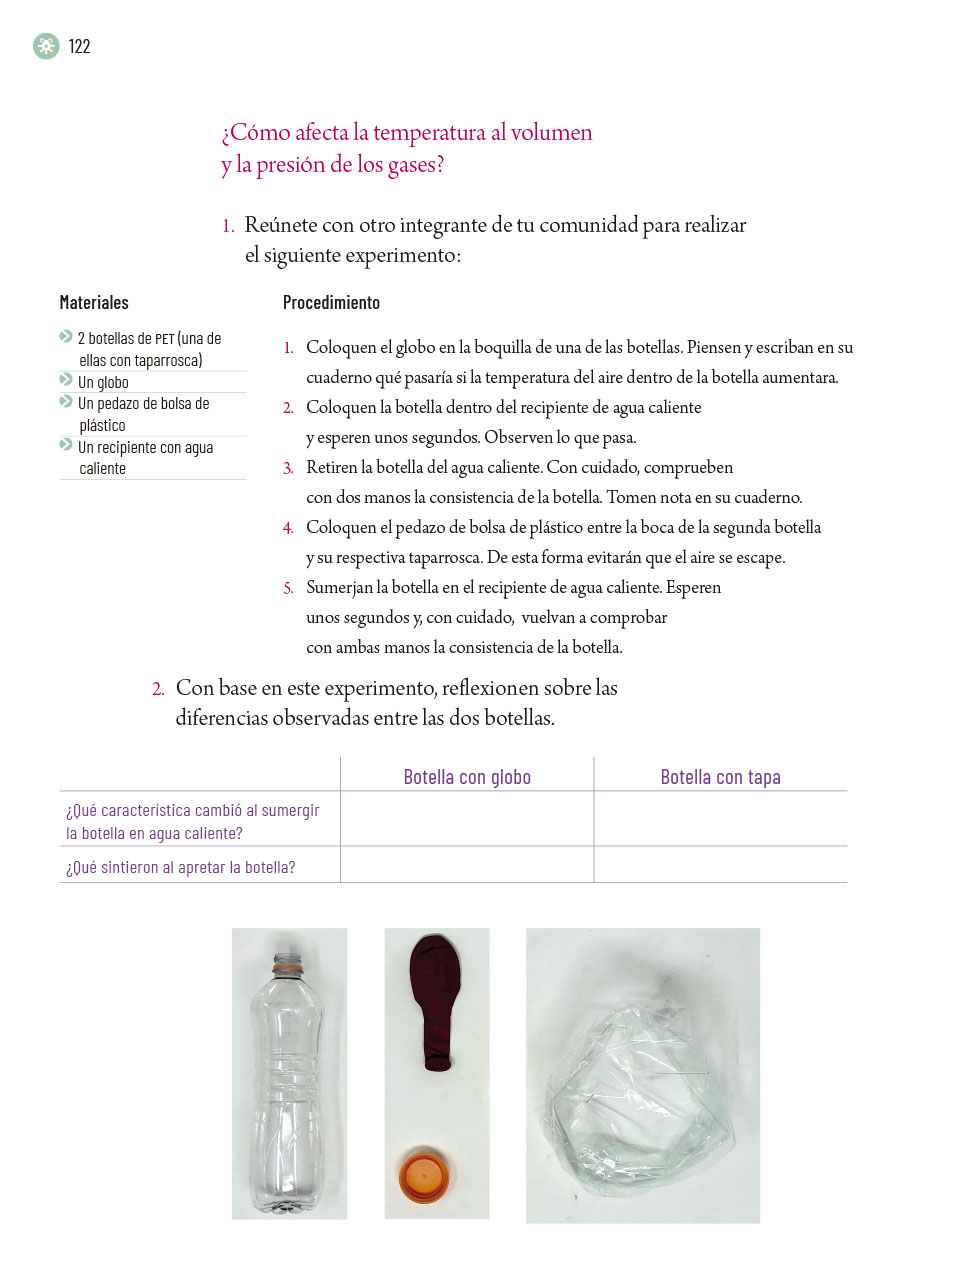 122
¿Cómo afecta la temperatura al volumen
y la presión de los gases?
1. Reúnete con otro integrante de tu comunidad para realizar
el siguiente experimento:
Materiales
2 botellas de PET (una de
ellas con taparrosca)
Un globo
Un pedazo de bolsa de
plástico
Un recipiente con agua
caliente
Procedimiento
1. Coloquen el globo en la boquilla de una de las botellas. Piensen y escriban en su
cuaderno qué pasaría si la temperatura del aire dentro de la botella aumentara.
2. Coloquen la botella dentro del recipiente de agua caliente
y esperen unos segundos. Observen lo que pasa.
3. Retiren la botella del agua caliente. Con cuidado, comprueben
con dos manos la consistencia de la botella. Tomen nota en su cuaderno.
4. Coloquen el pedazo de bolsa de plástico entre la boca de la segunda botella
y su respectiva taparrosca. De esta forma evitarán que el aire se escape.
5. Sumerjan la botella en el recipiente de agua caliente. Esperen
unos segundos y, con cuidado, vuelvan a comprobar
con ambas manos la consistencia de la botella.
2. Con base en este experimento, reflexionen sobre las
diferencias observadas entre las dos botellas.
Botella con globo
Botella con tapa
¿Qué característica cambió al sumergir
la botella en agua caliente?
¿Qué sintieron al apretar la botella?